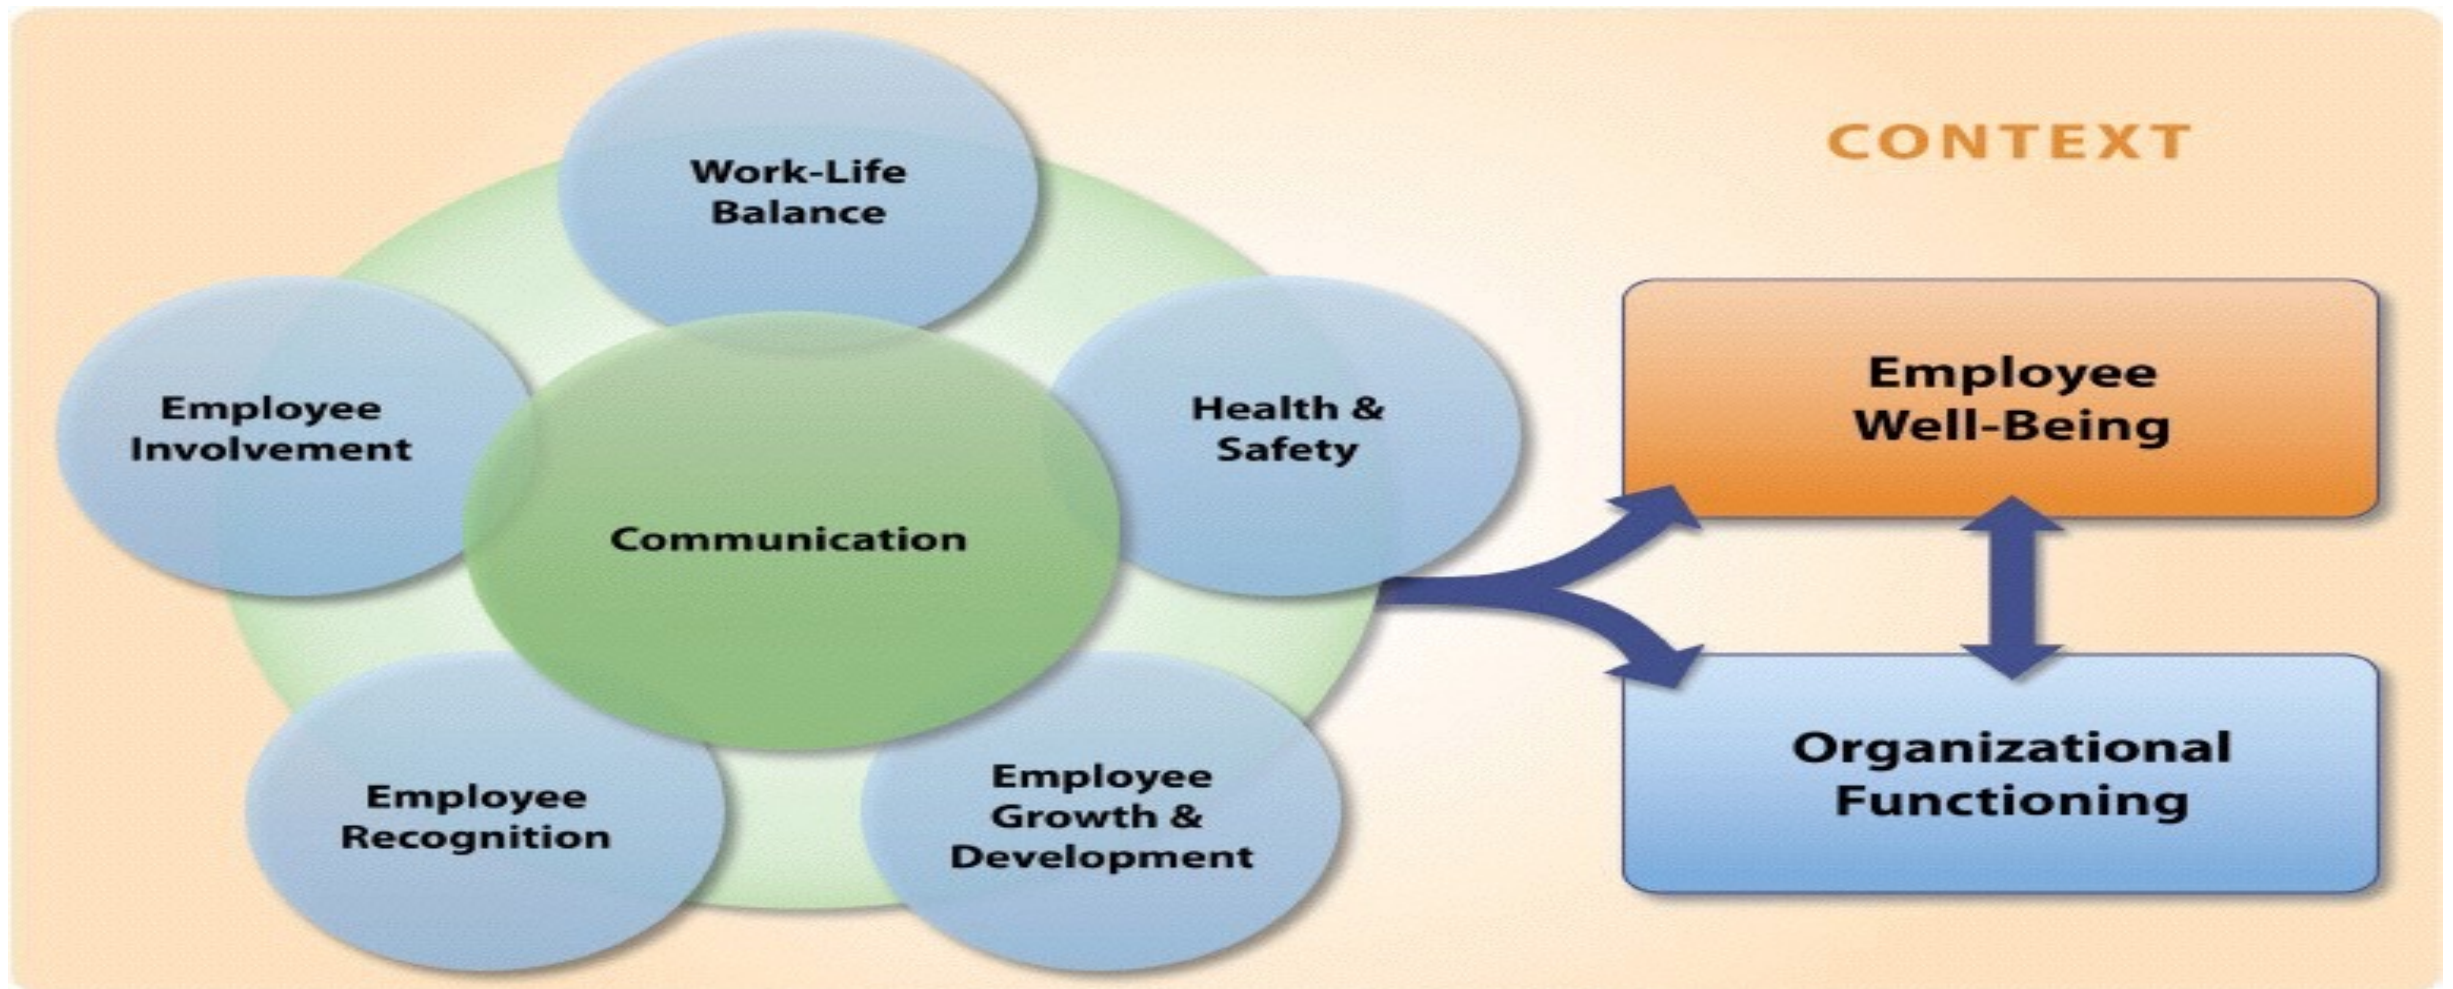 Work-Life
Balance
CONTEXT
Employee
Involvement
Health &
Safety
Communication
Employee
Recognition
Employee
Growth &
Development
Employee
Well-Being
Organizational
Functioning